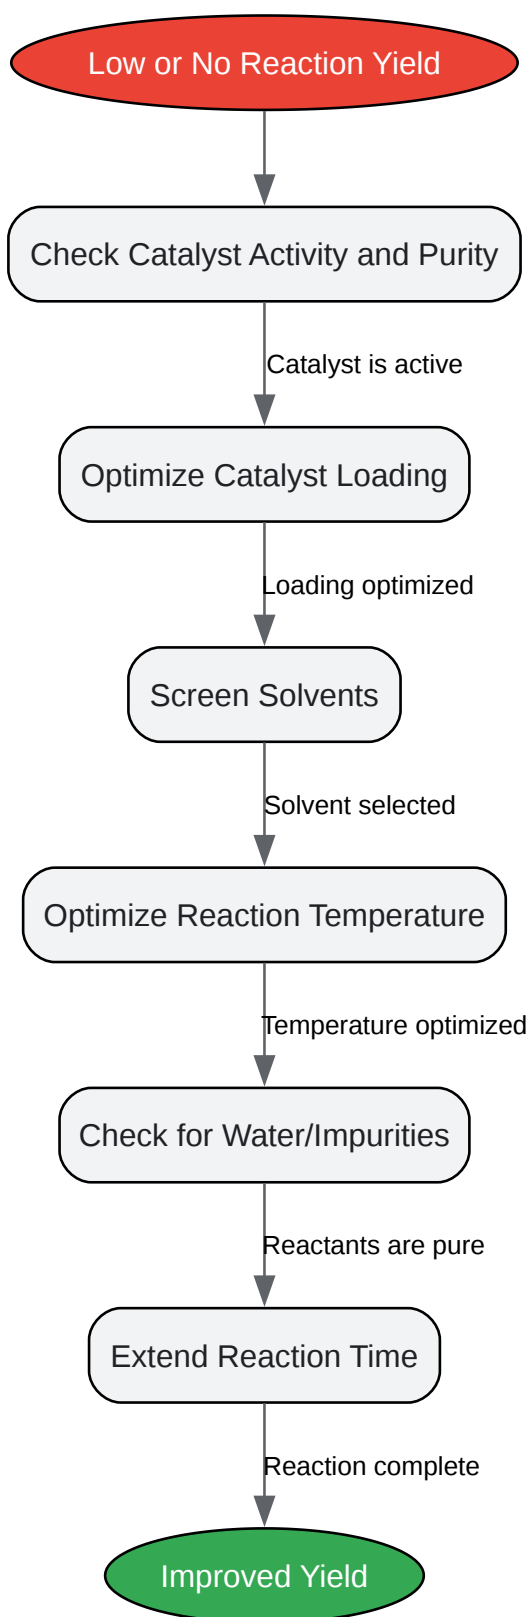 Low or No Reaction Yield
Check Catalyst Activity and Purity
Catalyst is active
Optimize Catalyst Loading
Loading optimized
Screen Solvents
Solvent selected
Optimize Reaction Temperature
Temperature optimized
Check for Water/Impurities
Reactants are pure
Extend Reaction Time
Reaction complete
Improved Yield